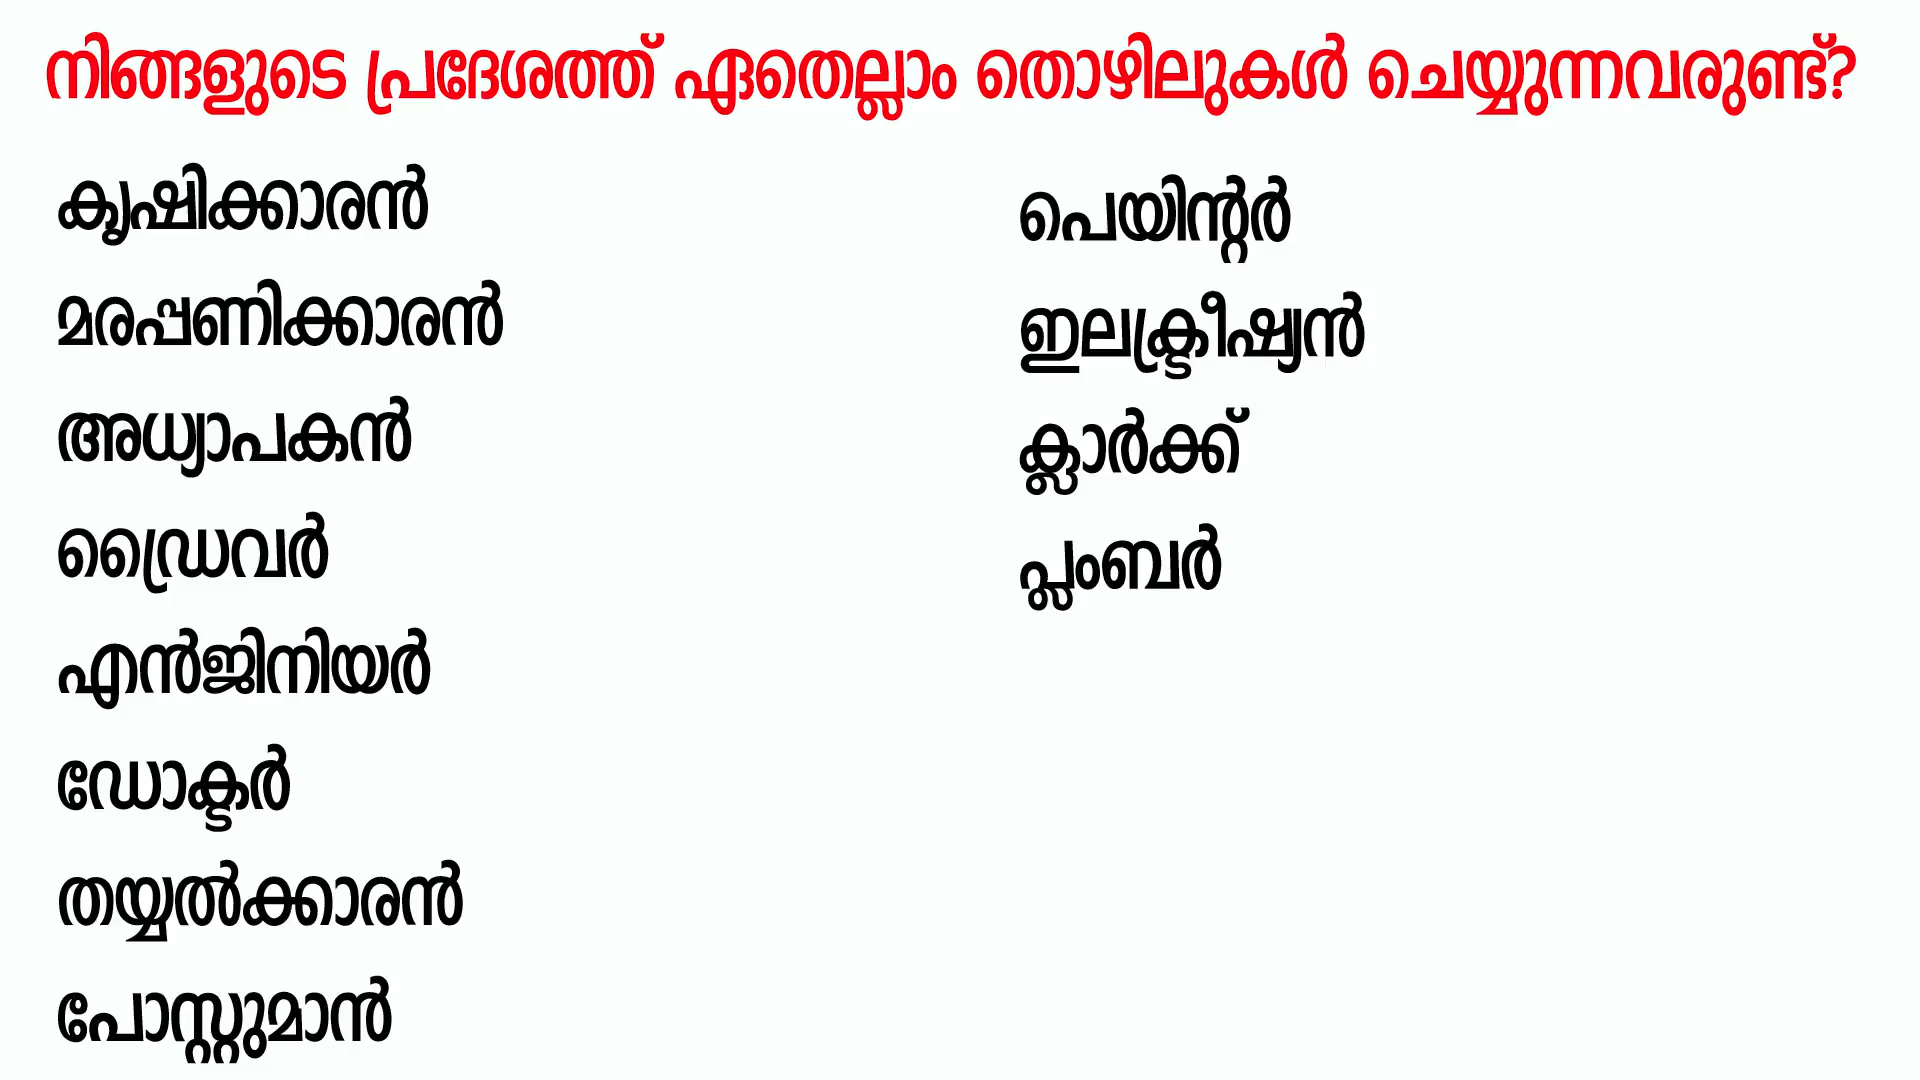 നിങ്ങളുടെ പ്രദേശത്ത് ഏതെല്ലാം തൊഴിലുകൾ ചെയ്യുന്നവരുണ്ട്?
കൃഷിക്കാരൻ
മരപ്പണിക്കാരൻ
അധ്യാപകൻ
ഡ്രൈവർ
എൻജിനിയർ
ഡോക്ടർ
തയ്യൽക്കാരൻ
പോസ്റ്റുമാൻ
പെയിന്റർ
ഇലക്ട്രീഷ്യൻ
ക്ലാർക്ക്
പ്ലംബർ